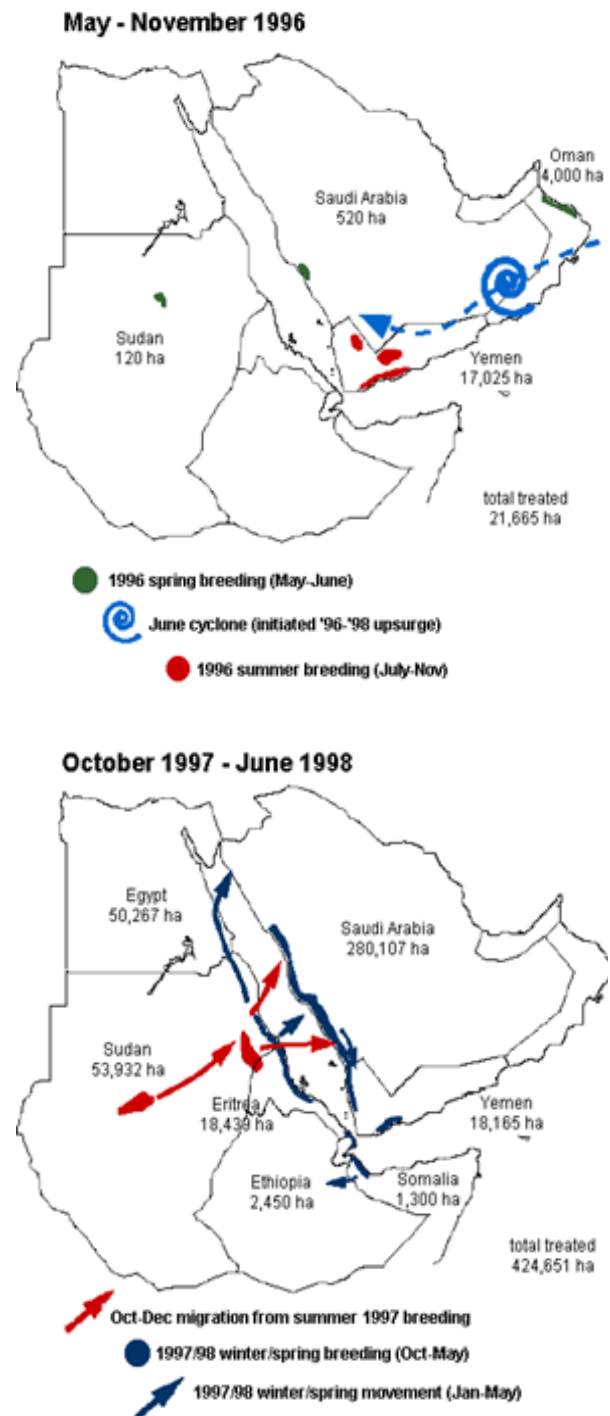 May - November 1996
Oman
4,000 ha
Saudi Arabia
520 ha
Sudan
120 ha
Yemen
17,025 ha
total treated
21,665 ha
1996 spring breeding (May-June)
June cyclone (initiated '96-'98 upsurge)
1996 summer breeding (July-Nov)
October 1997 - June 1998
Egypt
50,267 ha
Saudi Arabia
280,107 ha
Sudan
53,932 ha
Eritrea
18,439 ha
Yemen
18,165 ha
Ethiopia
2,450 ha
Somalia
1,300 ha
total treated
424,651 ha
Oct-Dec migration from summer 1997 breeding
1997/98 winter/spring breeding (Oct-May)
1997/98 winter/spring movement (Jan-May)